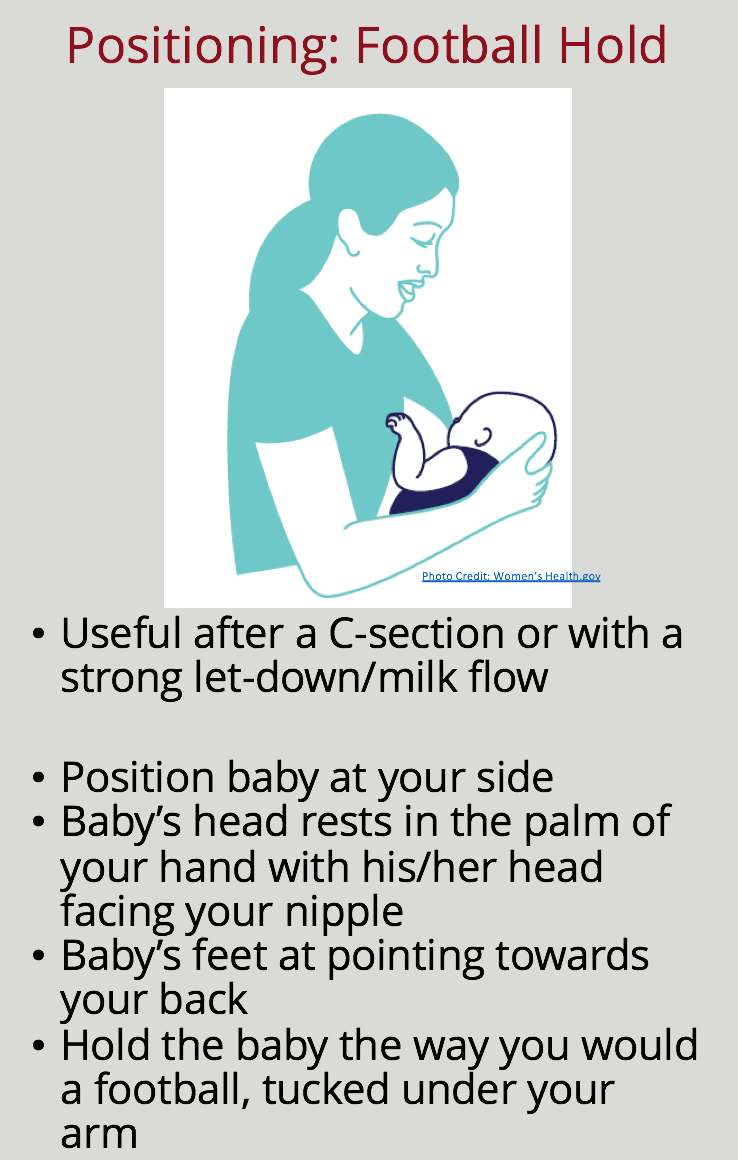 Positioning: Football Hold
Photo Credit: Women's Health.gov
• Useful after a C-section or with a
strong let-down/milk flow
• Position baby at your side
• Baby's head rests in the palm of
your hand with his/her head
facing your nipple
• Baby's feet at pointing towards
your back
• Hold the baby the way you would
a football, tucked under your
arm